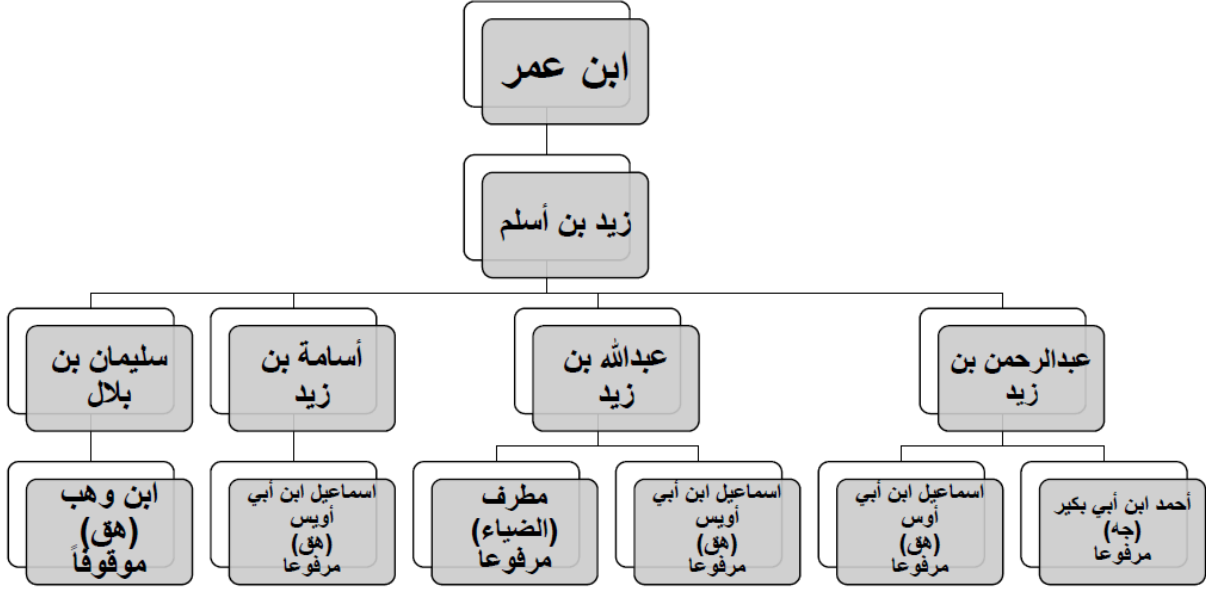 ابن عمر
زيد بن أسلم
عبدالرحمن بن
زيد
عبدالله بن
زيد
أسامة بن
زيد
سليمان بن
بلال
أحمد ابن أبي بكير
(جه)
مرفوعا
اسماعيل ابن أبي
أوس
(هق)
مرفوعا
اسماعيل ابن أبي
أويس
(هق)
مرفوعا
مطرف
(الضياء)
مرفوعا
اسماعيل ابن أبي
أويس
(هق)
مرفوعا
ابن وهب
(هق)
موقوفاً